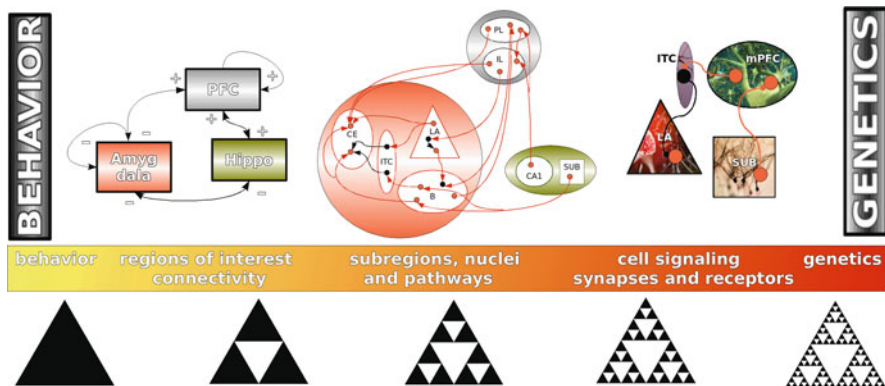 BEHAVIOR
PFC
+
+
+
+
-
-
-
-
Amyg
dala
Hippo
PL
IL
CE
LA
ITC
B
CA1
SUB
ITC
mPFC
LA
SUB
GENETICS
behavior
regions of interest
connectivity
subregions, nuclei
and pathways
cell signaling
synapses and receptors
genetics